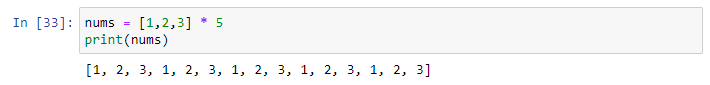 In [33]: nums = [1,2,3] * 5
print(nums)
[1, 2, 3, 1, 2, 3, 1, 2, 3, 1, 2, 3, 1, 2, 3]